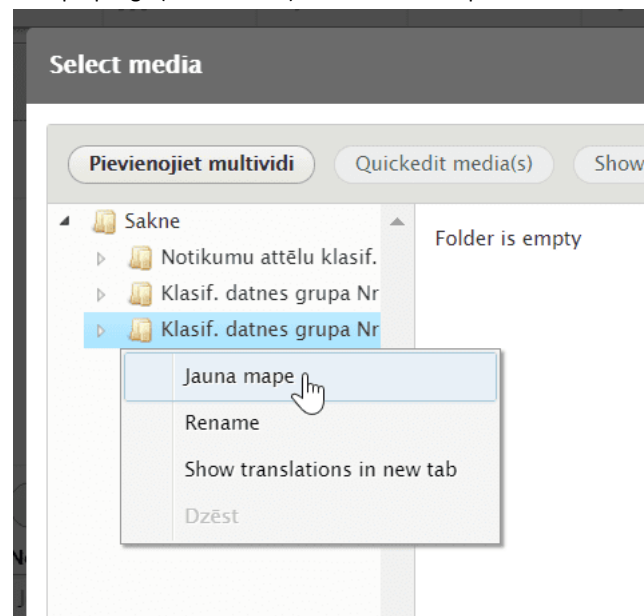 Select media
Pievienojiet multividi Quickedit media(s) Show
Sakne
Folder is empty
Notikumu attēlu klasif.
Klasif. datnes grupa Nr
Klasif. datnes grupa Nr
Jauna mape
Rename
Show translations in new tab
Dzēst